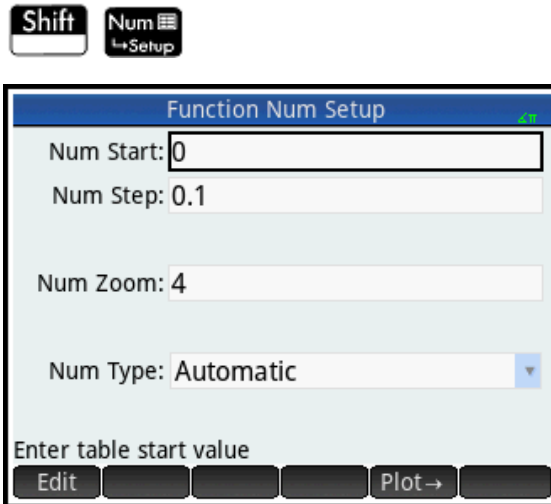 Shift Num
↳Setup
Function Num Setup
∡π
Num Start: 0
Num Step: 0.1
Num Zoom: 4
Num Type: Automatic
Enter table start value
Edit Plot→